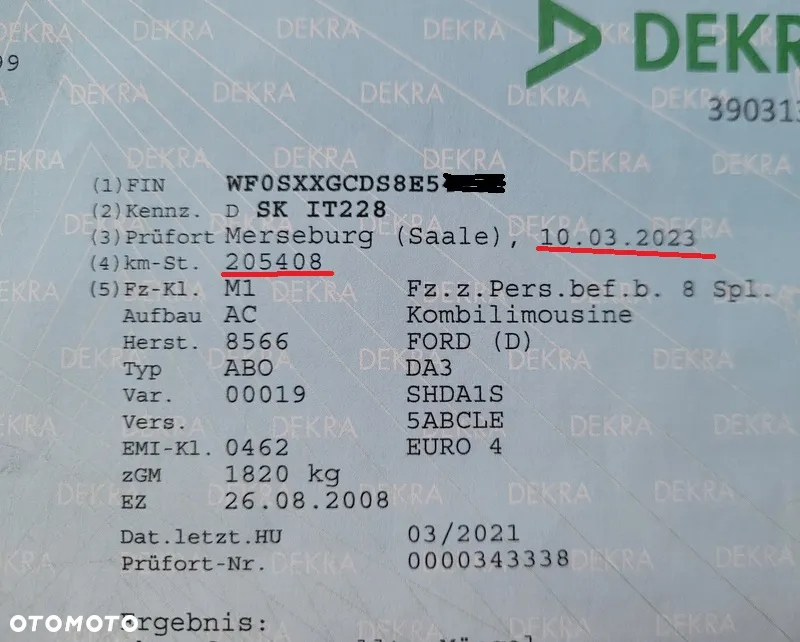 99
DEKRA
390313
(1) FIN WF0SXXGCDS8E5
(2) Kennz. D SK IT228
(3) Prüfort Merseburg (Saale), 10.03.2023
(4) km-St. 205408
(5) Fz-Kl. M1 Fz.z.Pers.bef.b. 8 Spl.
Aufbau AC Kombilimousine
Herst. 8566 FORD (D)
Typ ABO DA3
Var. 00019 SHDA1S
Vers. 5ABCLE
EMI-Kl. 0462 EURO 4
zGM 1820 kg
EZ 26.08.2008
Dat.letzt.HU 03/2021
Prüfort-Nr. 0000343338
Ergebnis:
OTOMOTO